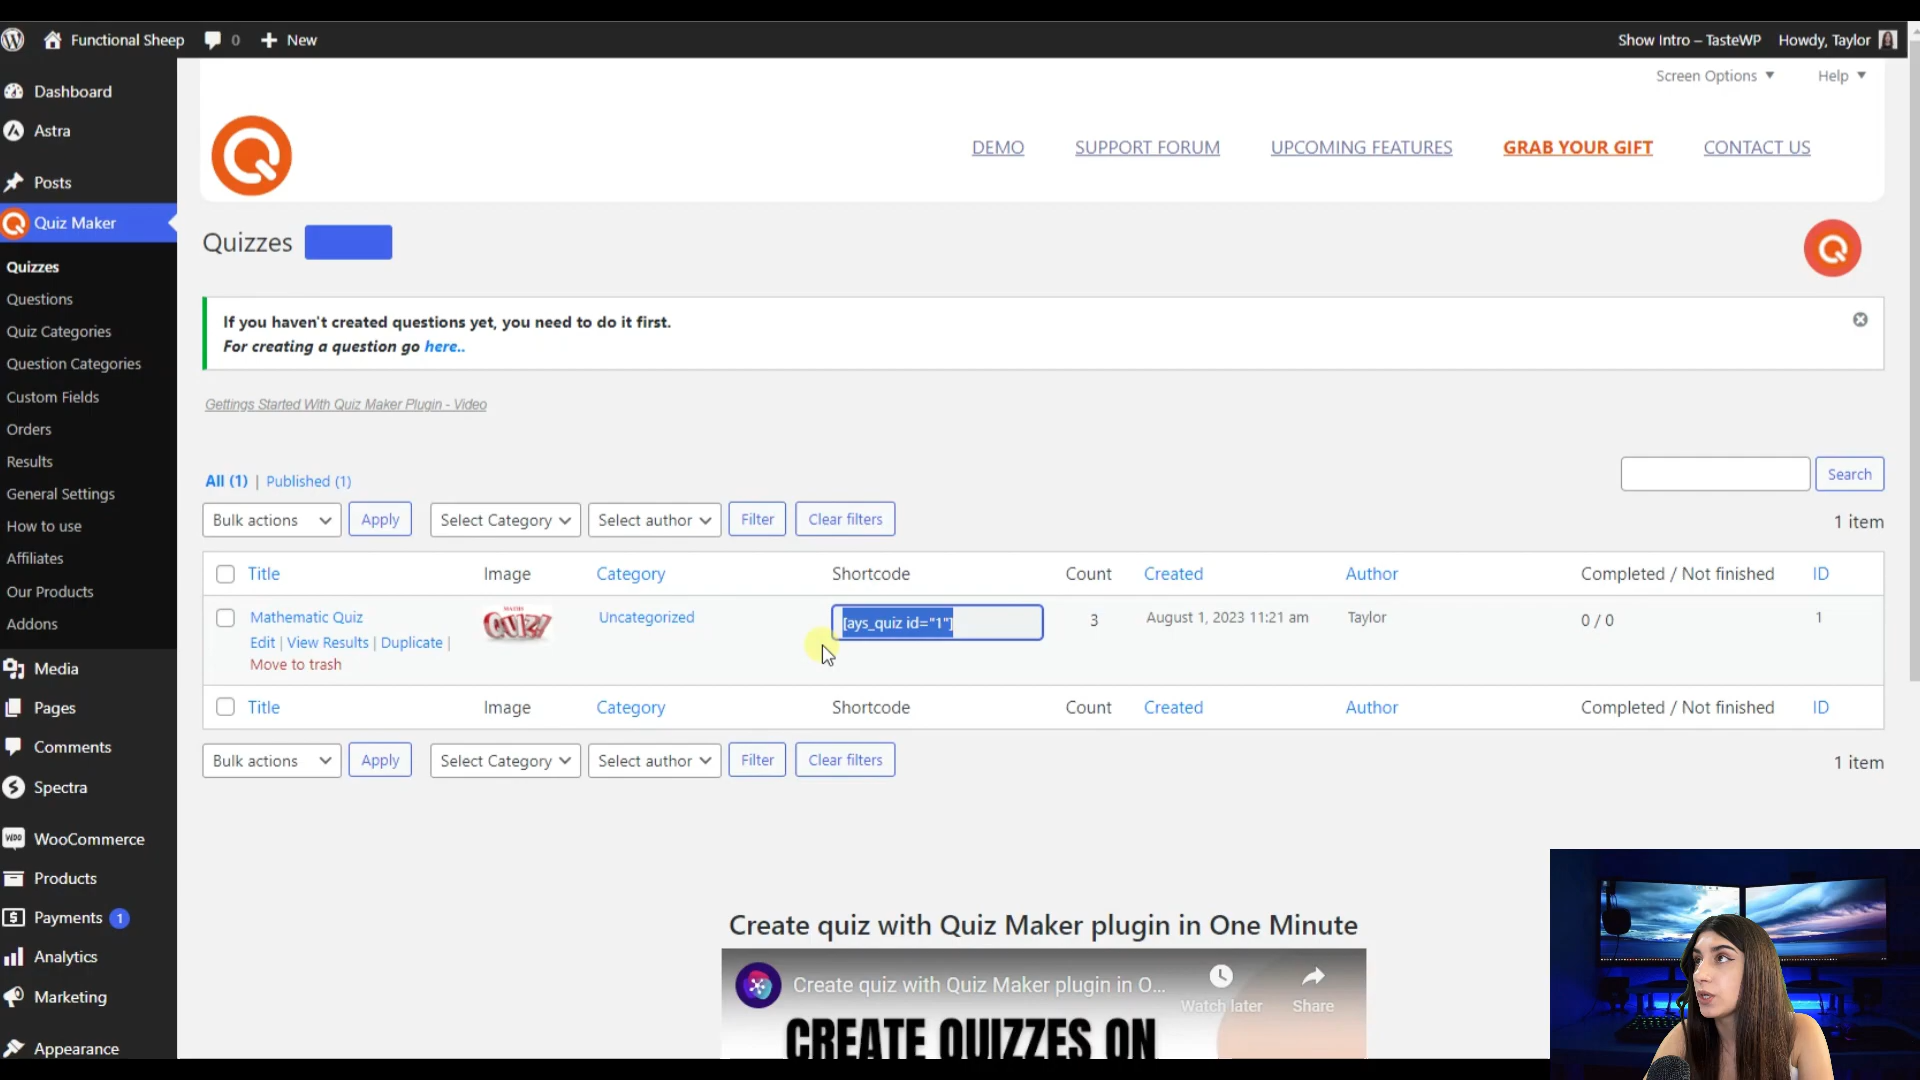 Functional Sheep 0 New Show Intro – TasteWP Howdy, Taylor
Screen Options Help
Dashboard
Astra
Posts
Quiz Maker
Quizzes
Questions
Quiz Categories
Question Categories
Custom Fields
Orders
Results
General Settings
How to use
Affiliates
Our Products
Addons
Media
Pages
Comments
Spectra
WooCommerce
Products
Payments 1
Analytics
Marketing
Appearance
DEMO SUPPORT FORUM UPCOMING FEATURES GRAB YOUR GIFT CONTACT US
Quizzes
If you haven't created questions yet, you need to do it first.
For creating a question go here..
Gettings Started With Quiz Maker Plugin - Video
All (1) | Published (1)
Search
Bulk actions Apply Select Category Select author Filter Clear filters 1 item
Title Image Category Shortcode Count Created Author Completed / Not finished ID
Mathematic Quiz MATHS QUIZ! Uncategorized [ays_quiz id="1"] 3 August 1, 2023 11:21 am Taylor 0 / 0 1
Edit | View Results | Duplicate |
Move to trash
Title Image Category Shortcode Count Created Author Completed / Not finished ID
Bulk actions Apply Select Category Select author Filter Clear filters 1 item
Create quiz with Quiz Maker plugin in One Minute
Create quiz with Quiz Maker plugin in O...
Watch later Share
CREATE QUIZZES ON